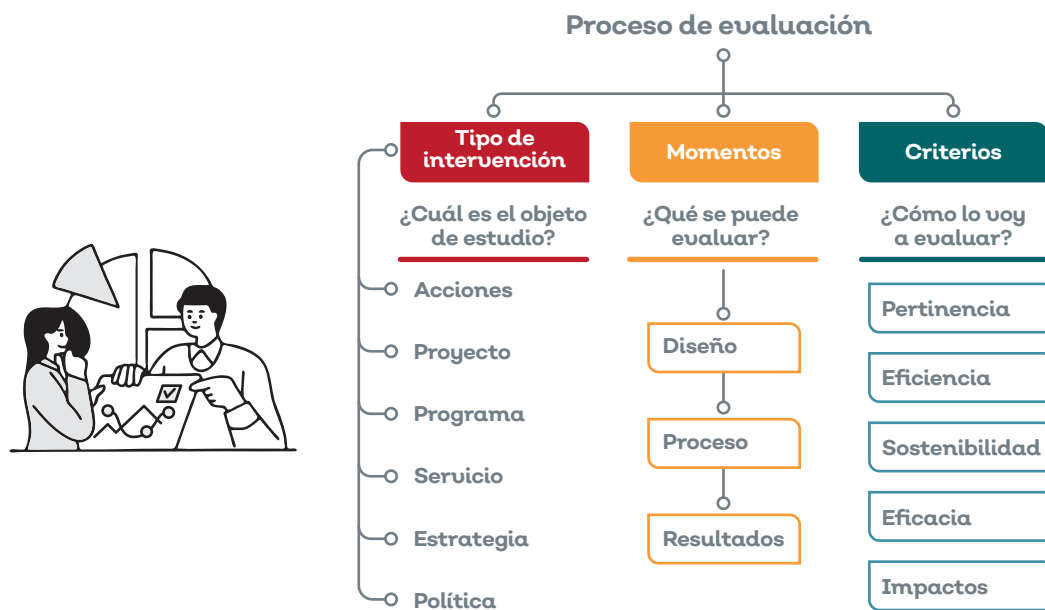 Proceso de evaluación
Tipo de
intervención
¿Cuál es el objeto
de estudio?
Acciones
Proyecto
Programa
Servicio
Estrategia
Política
Momentos
¿Qué se puede
evaluar?
Diseño
Proceso
Resultados
Criterios
¿Cómo lo voy
a evaluar?
Pertinencia
Eficiencia
Sostenibilidad
Eficacia
Impactos